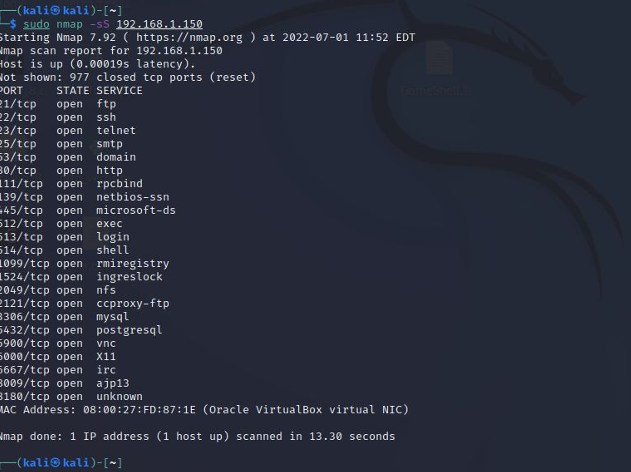 (kali㉿kali)-[~]
$ sudo nmap -sS 192.168.1.150
Starting Nmap 7.92 ( https://nmap.org ) at 2022-07-01 11:52 EDT
Nmap scan report for 192.168.1.150
Host is up (0.00019s latency).
Not shown: 977 closed tcp ports (reset)
PORT STATE SERVICE
21/tcp open ftp
22/tcp open ssh
23/tcp open telnet
25/tcp open smtp
53/tcp open domain
80/tcp open http
111/tcp open rpcbind
139/tcp open netbios-ssn
445/tcp open microsoft-ds
512/tcp open exec
513/tcp open login
514/tcp open shell
1099/tcp open rmiregistry
1524/tcp open ingreslock
2049/tcp open nfs
2121/tcp open ccproxy-ftp
3306/tcp open mysql
5432/tcp open postgresql
5900/tcp open vnc
6000/tcp open X11
6667/tcp open irc
8009/tcp open ajp13
8180/tcp open unknown
MAC Address: 08:00:27:FD:87:1E (Oracle VirtualBox virtual NIC)
Nmap done: 1 IP address (1 host up) scanned in 13.30 seconds
(kali㉿kali)-[~]